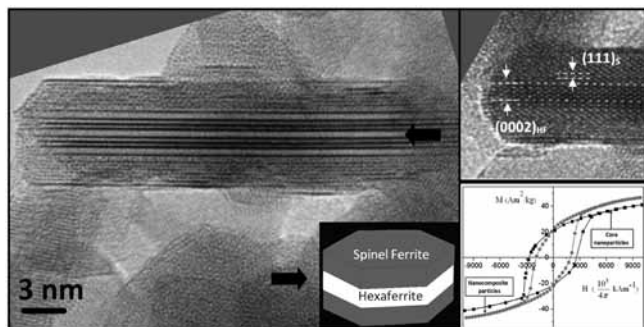 3 nm
Spinel Ferrite
Hexaferrite
(111)S
(0002)HF
M (Am² kg)
40
20
Core
nanoparticles
-9000
-6000
-3000
3000
6000
9000
Nanocomposite
particles
-20
-40
H ( 10³/4π kAm⁻¹)